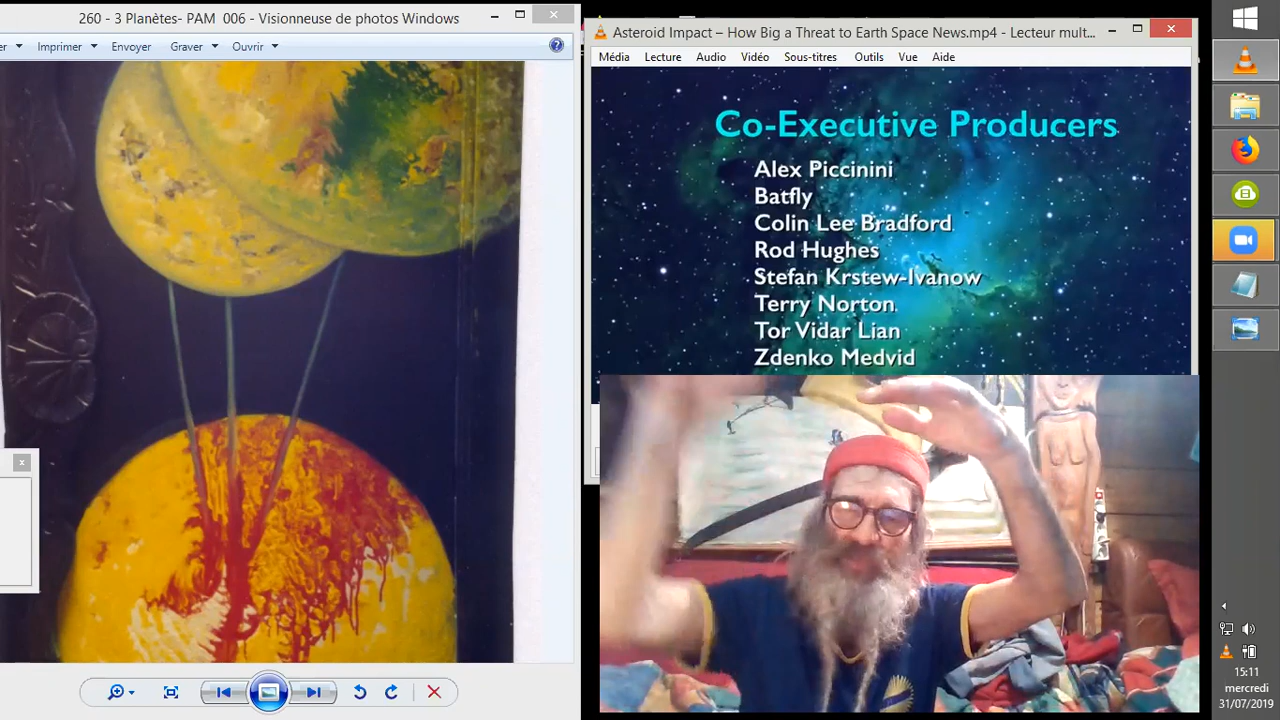 260 - 3 Planètes- PAM 006 - Visionneuse de photos Windows
Imprimer Envoyer Graver Ouvrir
Asteroid Impact – How Big a Threat to Earth Space News.mp4 - Lecteur mult...
Média Lecture Audio Vidéo Sous-titres Outils Vue Aide
Co-Executive Producers
Alex Piccinini
Batfly
Colin Lee Bradford
Rod Hughes
Stefan Krstew-Ivanow
Terry Norton
Tor Vidar Lian
Zdenko Medvid
15:11
mercredi
31/07/2019